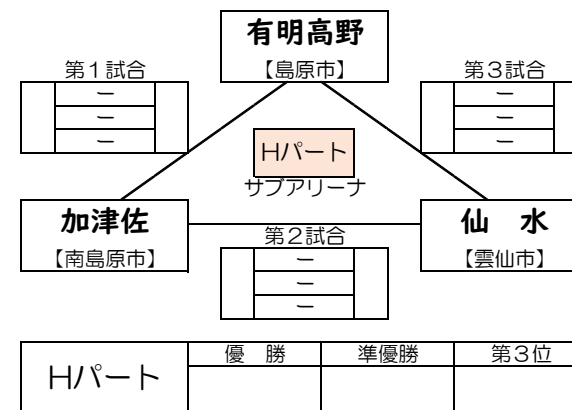 有明高野
【島原市】
第１試合
第３試合
ー
ー
ー
ー
ー
ー
Hパート
サブアリーナ
加津佐
【南島原市】
仙　水
【雲仙市】
第２試合
ー
ー
ー
Hパート
優　勝
準優勝
第３位